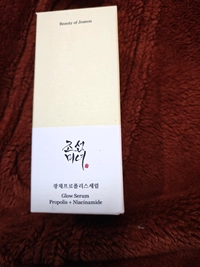 Beauty of Joseon
조선
미녀
광채프로폴리스세럼
Glow Serum
Propolis + Niacinamide